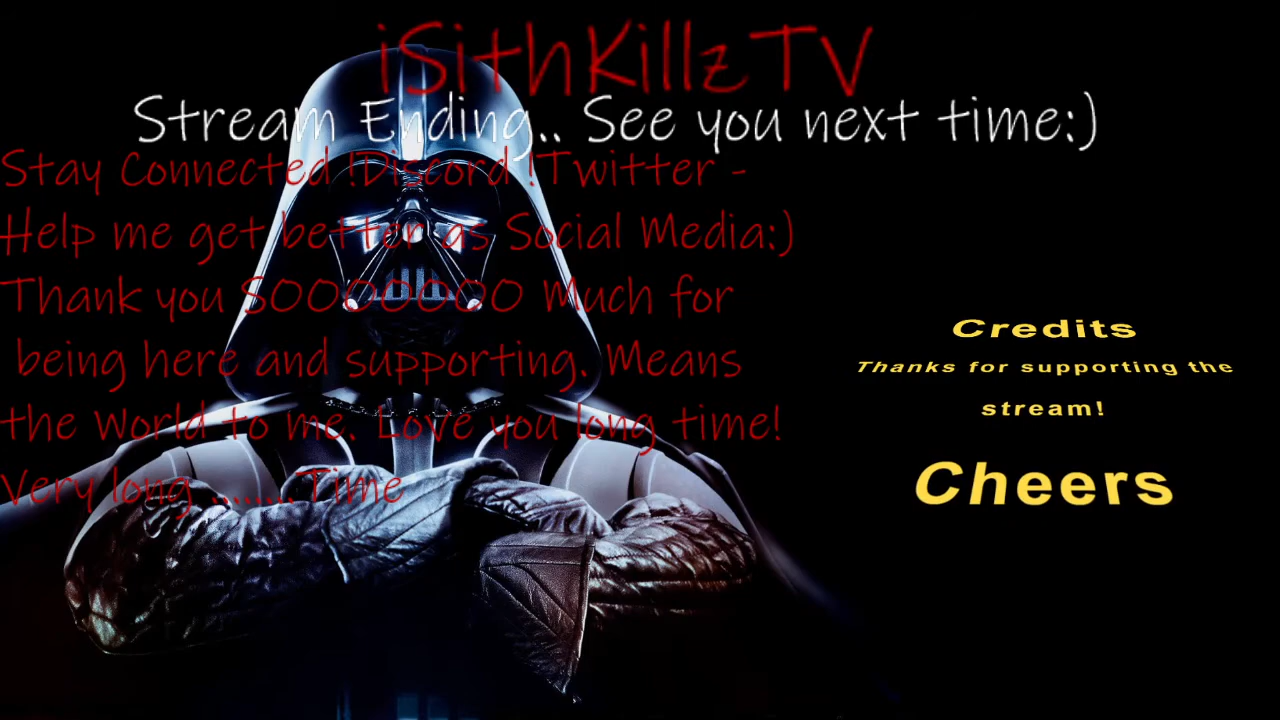 iSithKillzTV
Stream Ending.. See you next time:)
Stay Connected !Discord !Twitter -
Help me get better as Social Media:)
Thank you SOOOOOOO Much for
being here and supporting. Means
the World to me. Love you long time!
Very long ........ Time
Credits
Thanks for supporting the
stream!
Cheers